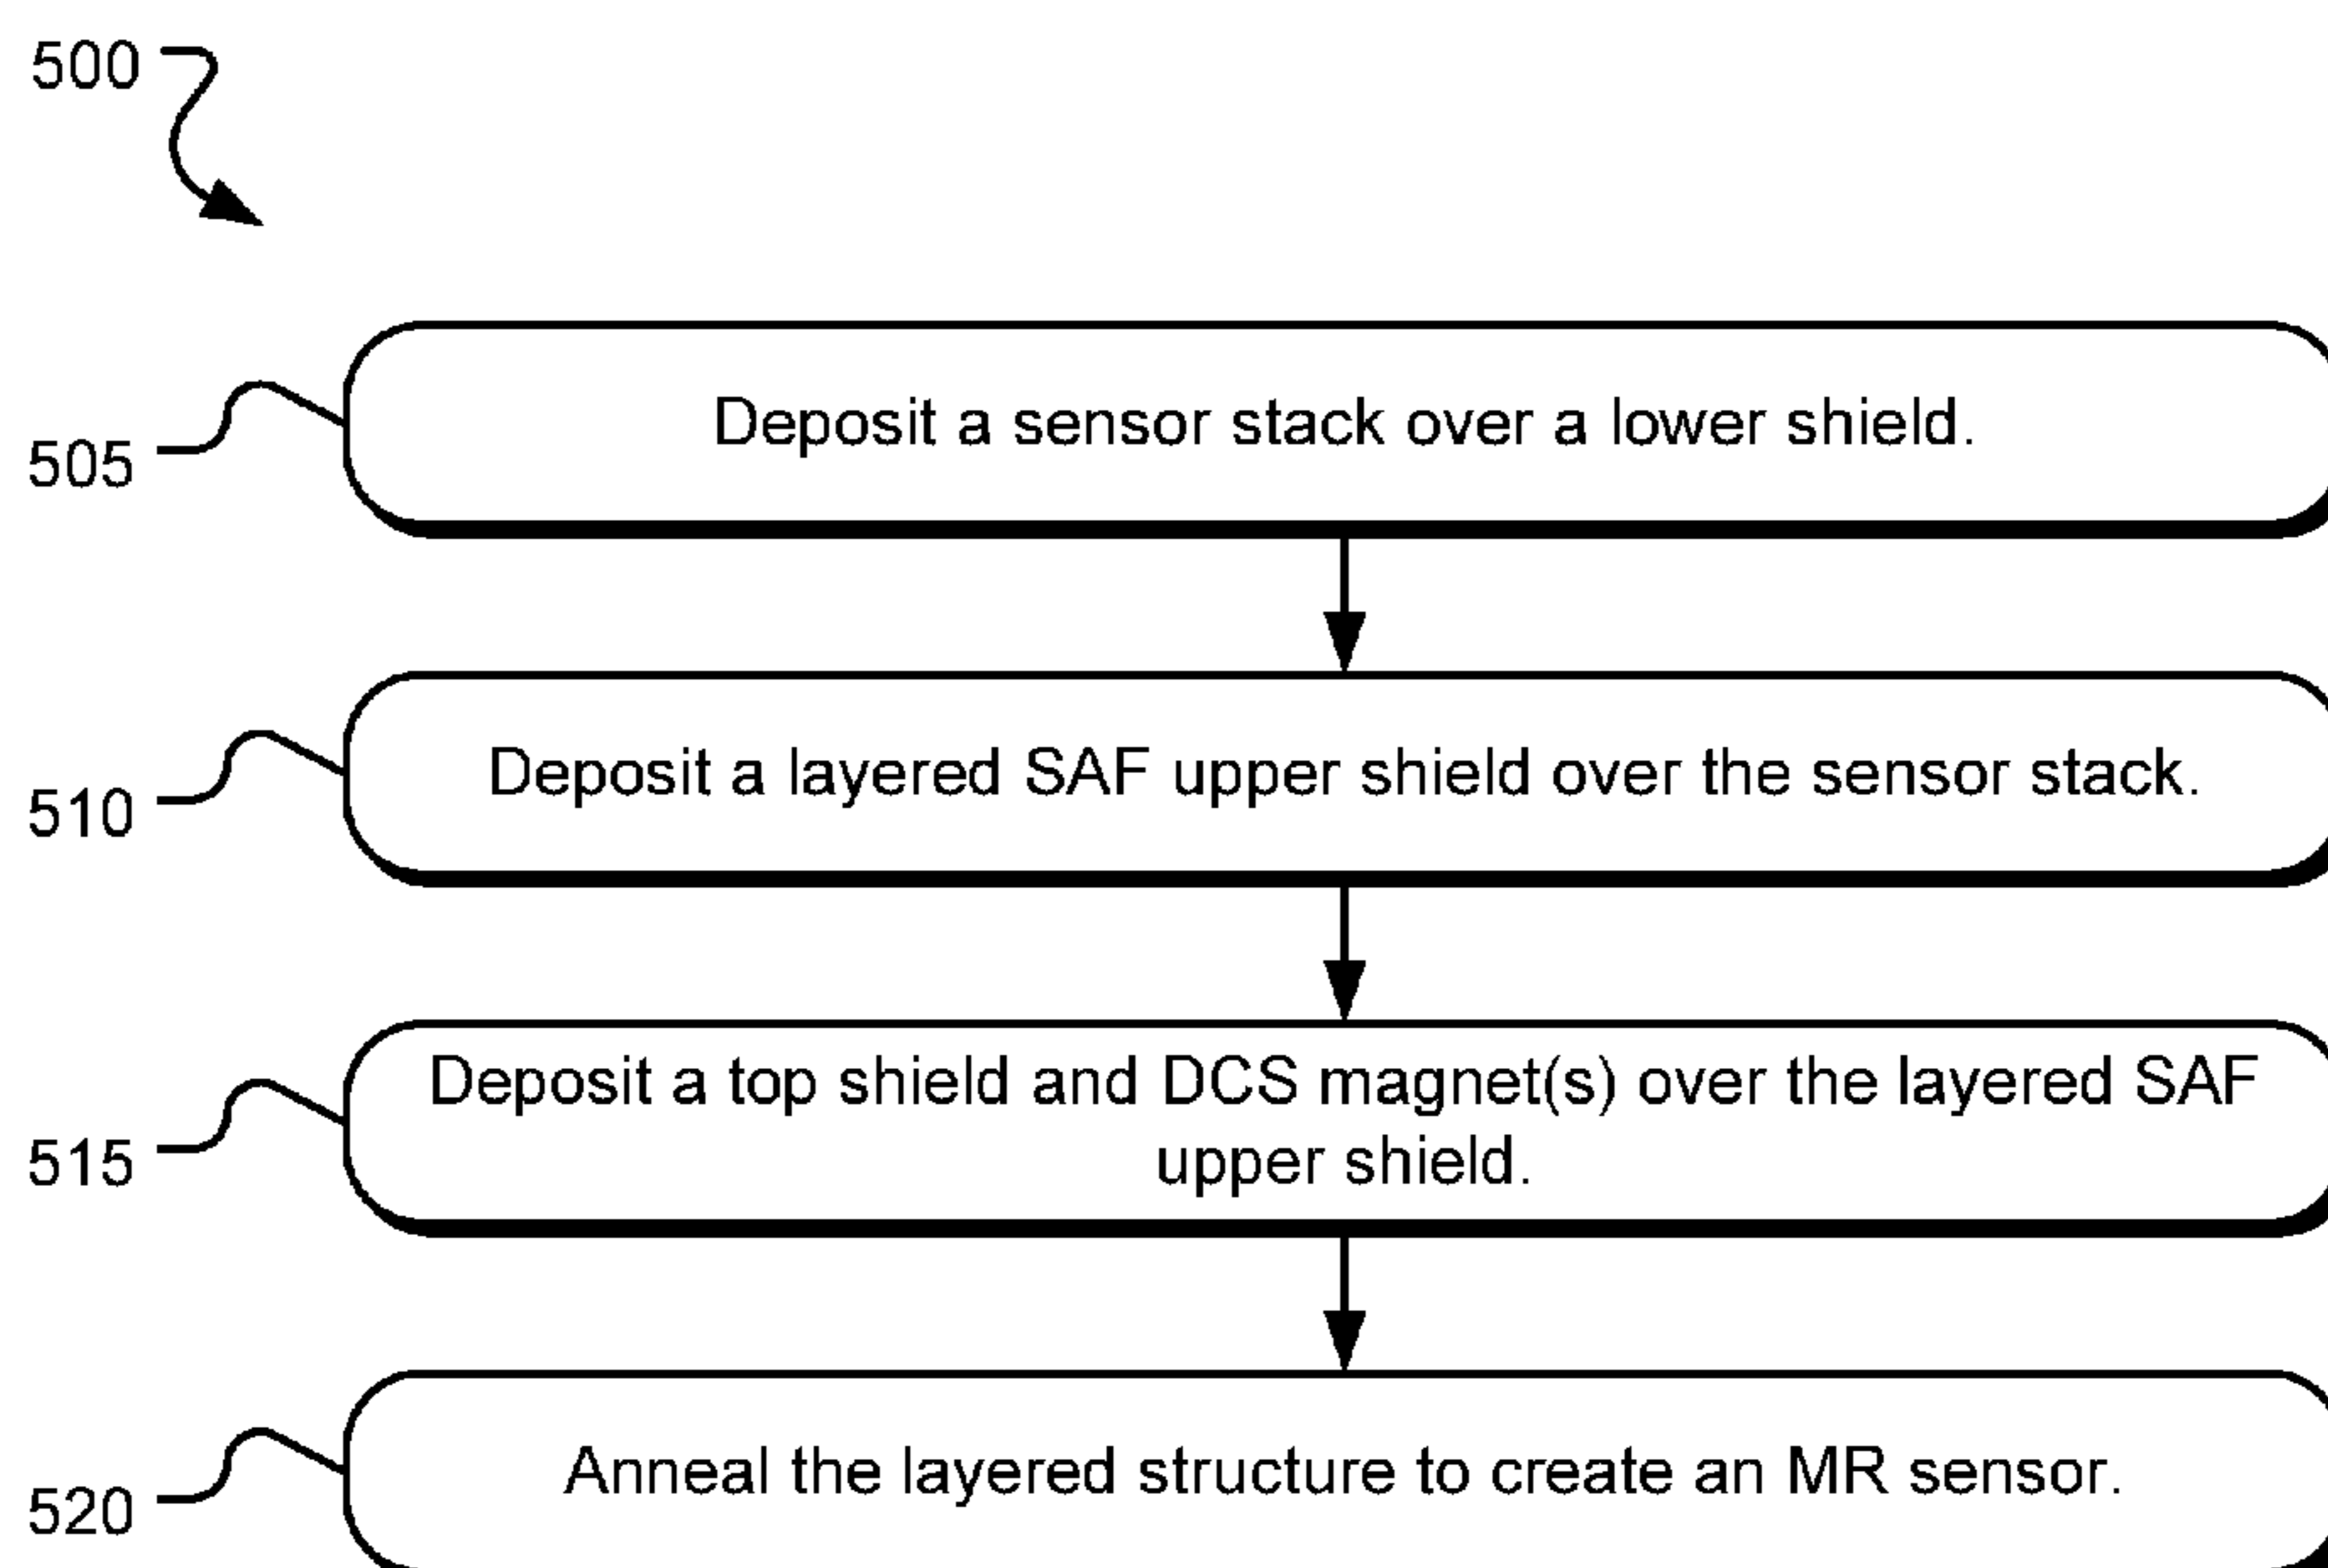 500
505
Deposit a sensor stack over a lower shield.
510
Deposit a layered SAF upper shield over the sensor stack.
515
Deposit a top shield and DCS magnet(s) over the layered SAF
upper shield.
520
Anneal the layered structure to create an MR sensor.